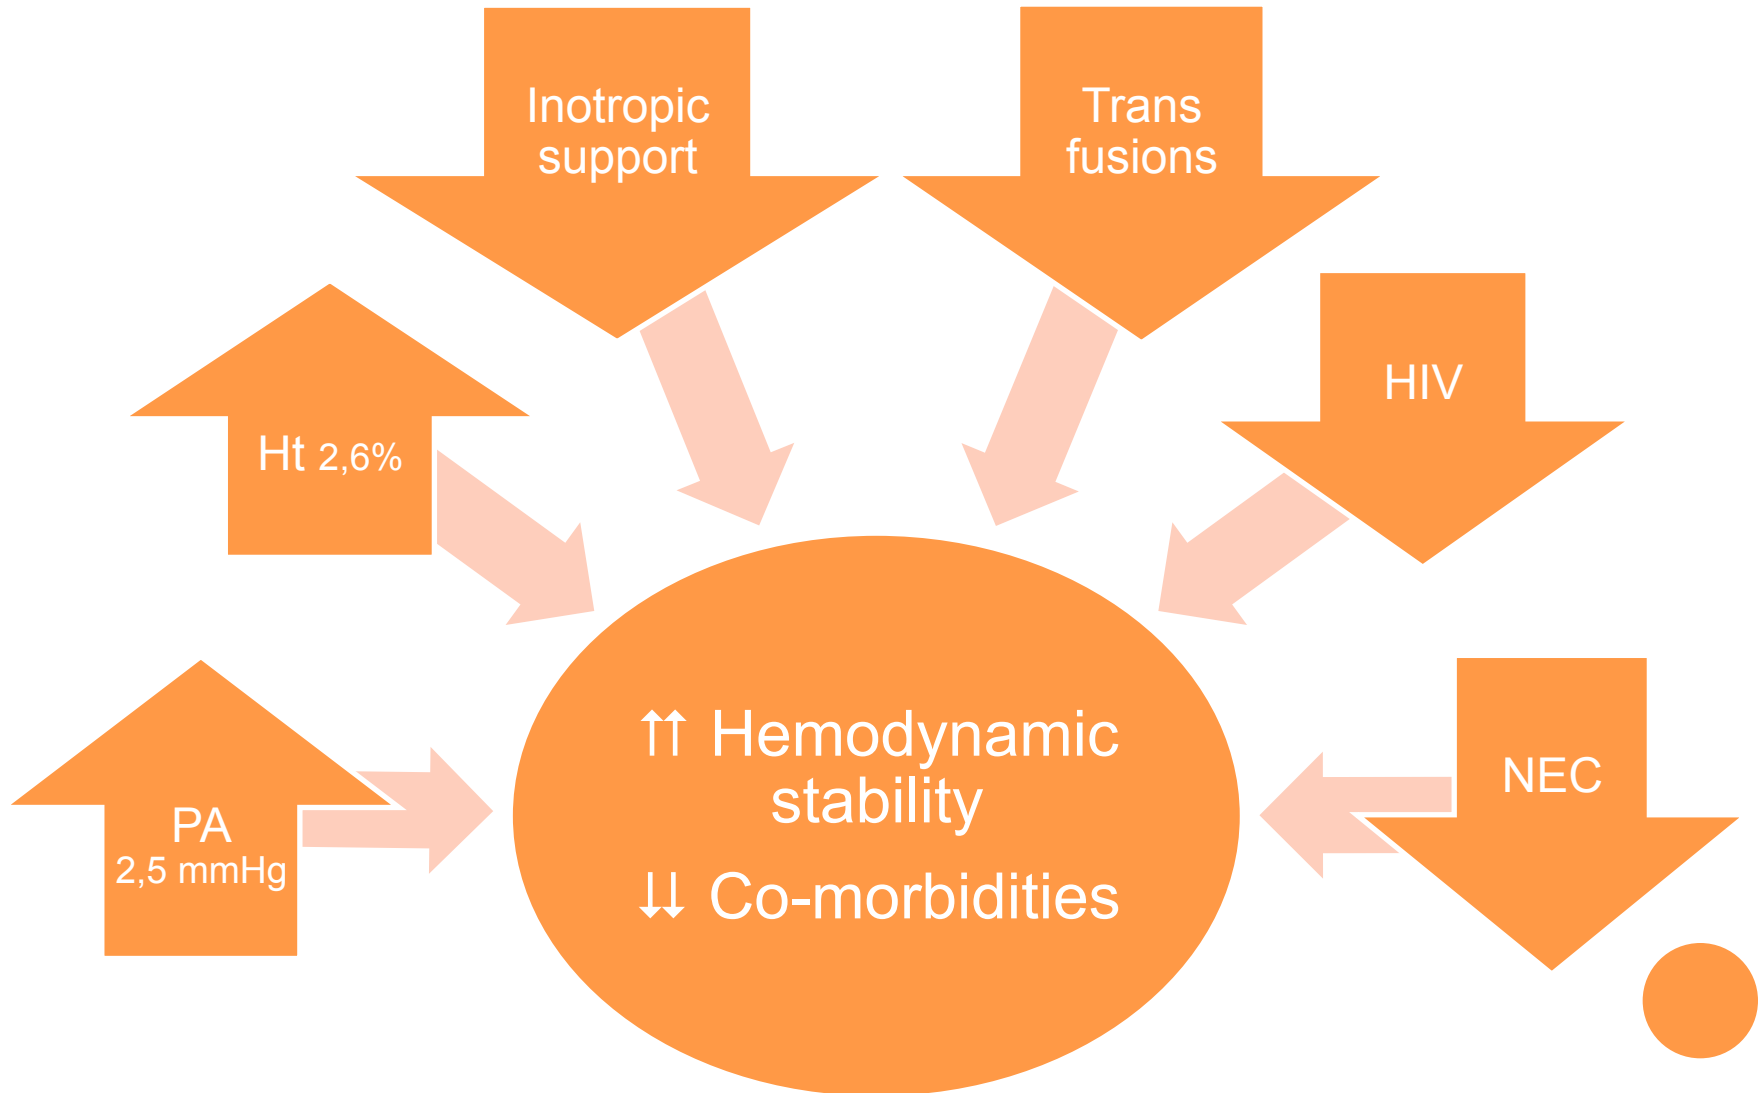 Inotropic
support
Trans
fusions
HIV
Ht 2,6%
PA
2,5 mmHg
NEC
⇈ Hemodynamic
stability
⇊ Co-morbidities